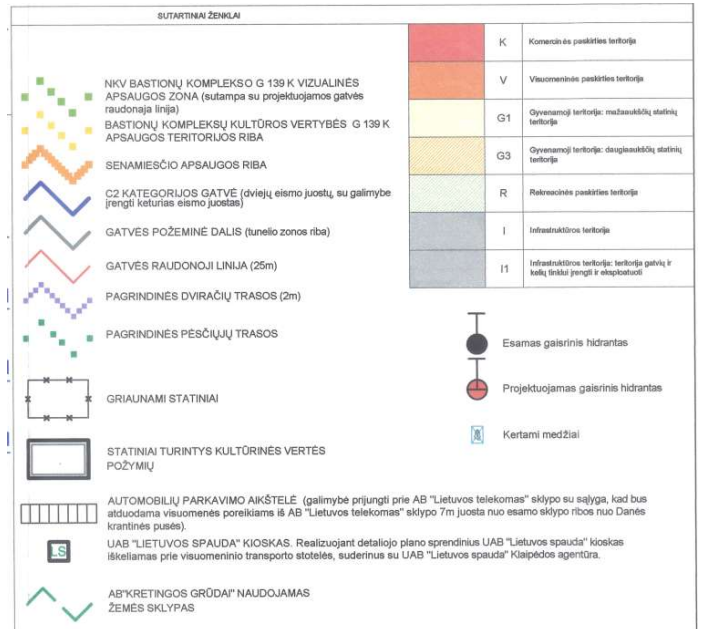 SUTARTINIAI ŽENKLAI
NKV BASTIONŲ KOMPLEKSO G 139 K VIZUALINĖS
APSAUGOS ZONA (sutampa su projektuojamos gatvės
raudonaja linija)
BASTIONŲ KOMPLEKSŲ KULTŪROS VERTYBĖS G 139 K
APSAUGOS TERITORIJOS RIBA
SENAMIESČIO APSAUGOS RIBA
C2 KATEGORIJOS GATVĖ (dviejų eismo juostų, su galimybe
įrengti keturias eismo juostas)
GATVĖS POŽEMINĖ DALIS (tunelio zonos riba)
GATVĖS RAUDONOJI LINIJA (25m)
PAGRINDINĖS DVIRAČIŲ TRASOS (2m)
PAGRINDINĖS PĖSČIŲJŲ TRASOS
GRIAUNAMI STATINIAI
STATINIAI TURINTYS KULTŪRINĖS VERTĖS
POŽYMIŲ
AUTOMOBILIŲ PARKAVIMO AIKŠTELĖ (galimybė prijungti prie AB "Lietuvos telekomas" sklypo su sąlyga, kad bus
atduodama visuomenės poreikiams iš AB "Lietuvos telekomas" sklypo 7m juosta nuo esamo sklypo ribos nuo Danės
krantinės pusės).
LS
UAB "LIETUVOS SPAUDA" KIOSKAS. Realizuojant detaliojo plano sprendinius UAB "Lietuvos spauda" kioskas
iškeliamas prie visuomeninio transporto stotelės, suderinus su UAB "Lietuvos spauda" Klaipėdos agentūra.
AB"KRETINGOS GRŪDAI" NAUDOJAMAS
ŽEMĖS SKLYPAS
K Komercinės paskirties teritorija
V Visuomeninės paskirties teritorija
G1 Gyvenamoji teritorija: mažaaukščių statinių
teritorija
G3 Gyvenamoji teritorija: daugiaaukščių statinių
teritorija
R Rekreacinės paskirties teritorija
I Infrastruktūros teritorija
I1 Infrastruktūros teritorija: teritorija gatvių ir
kelių tinklui įrengti ir eksploatuoti
Esamas gaisrinis hidrantas
Projektuojamas gaisrinis hidrantas
Kertami medžiai